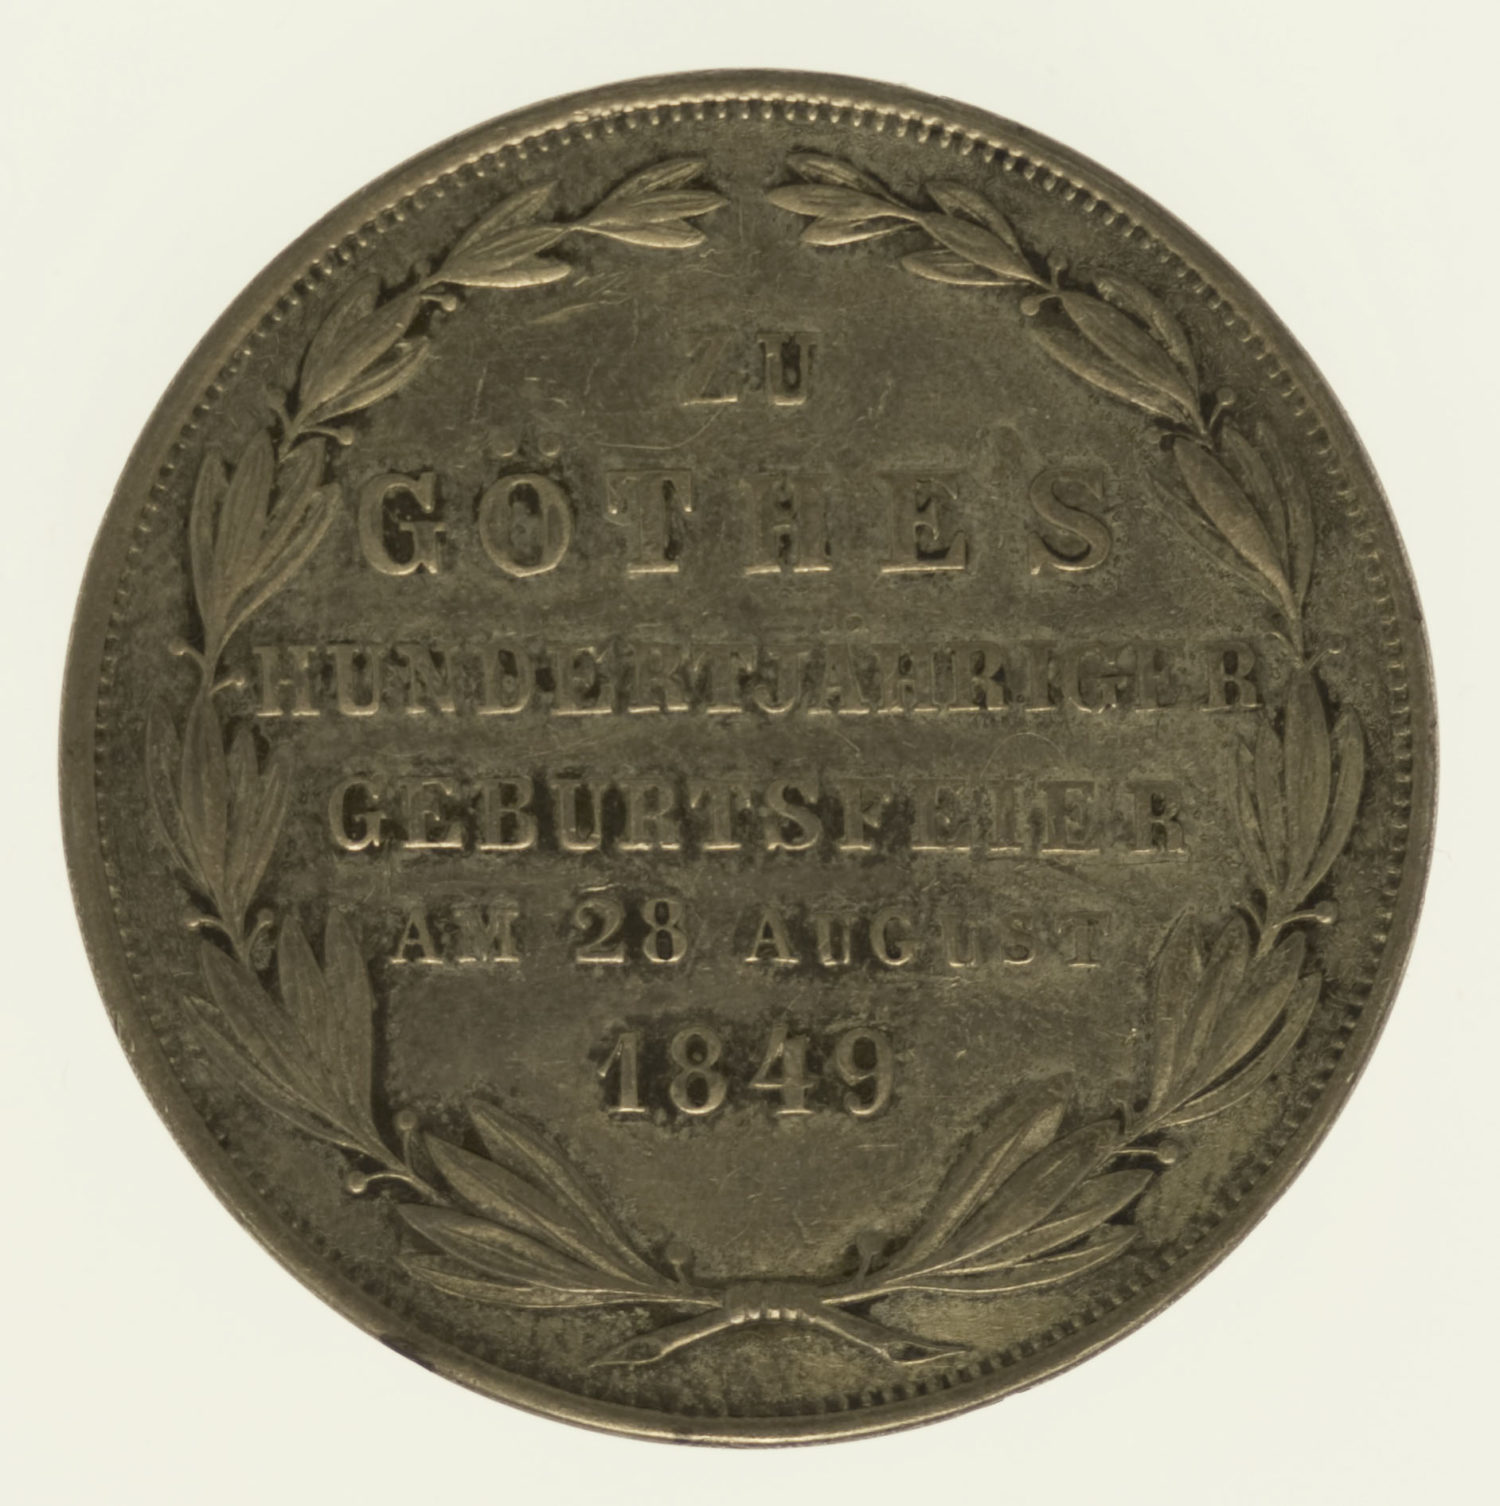 ZU
GÖTHES
HUNDERTJÄHRIGER
GEBURTSFEIER
AM 28 AUGUST
1849